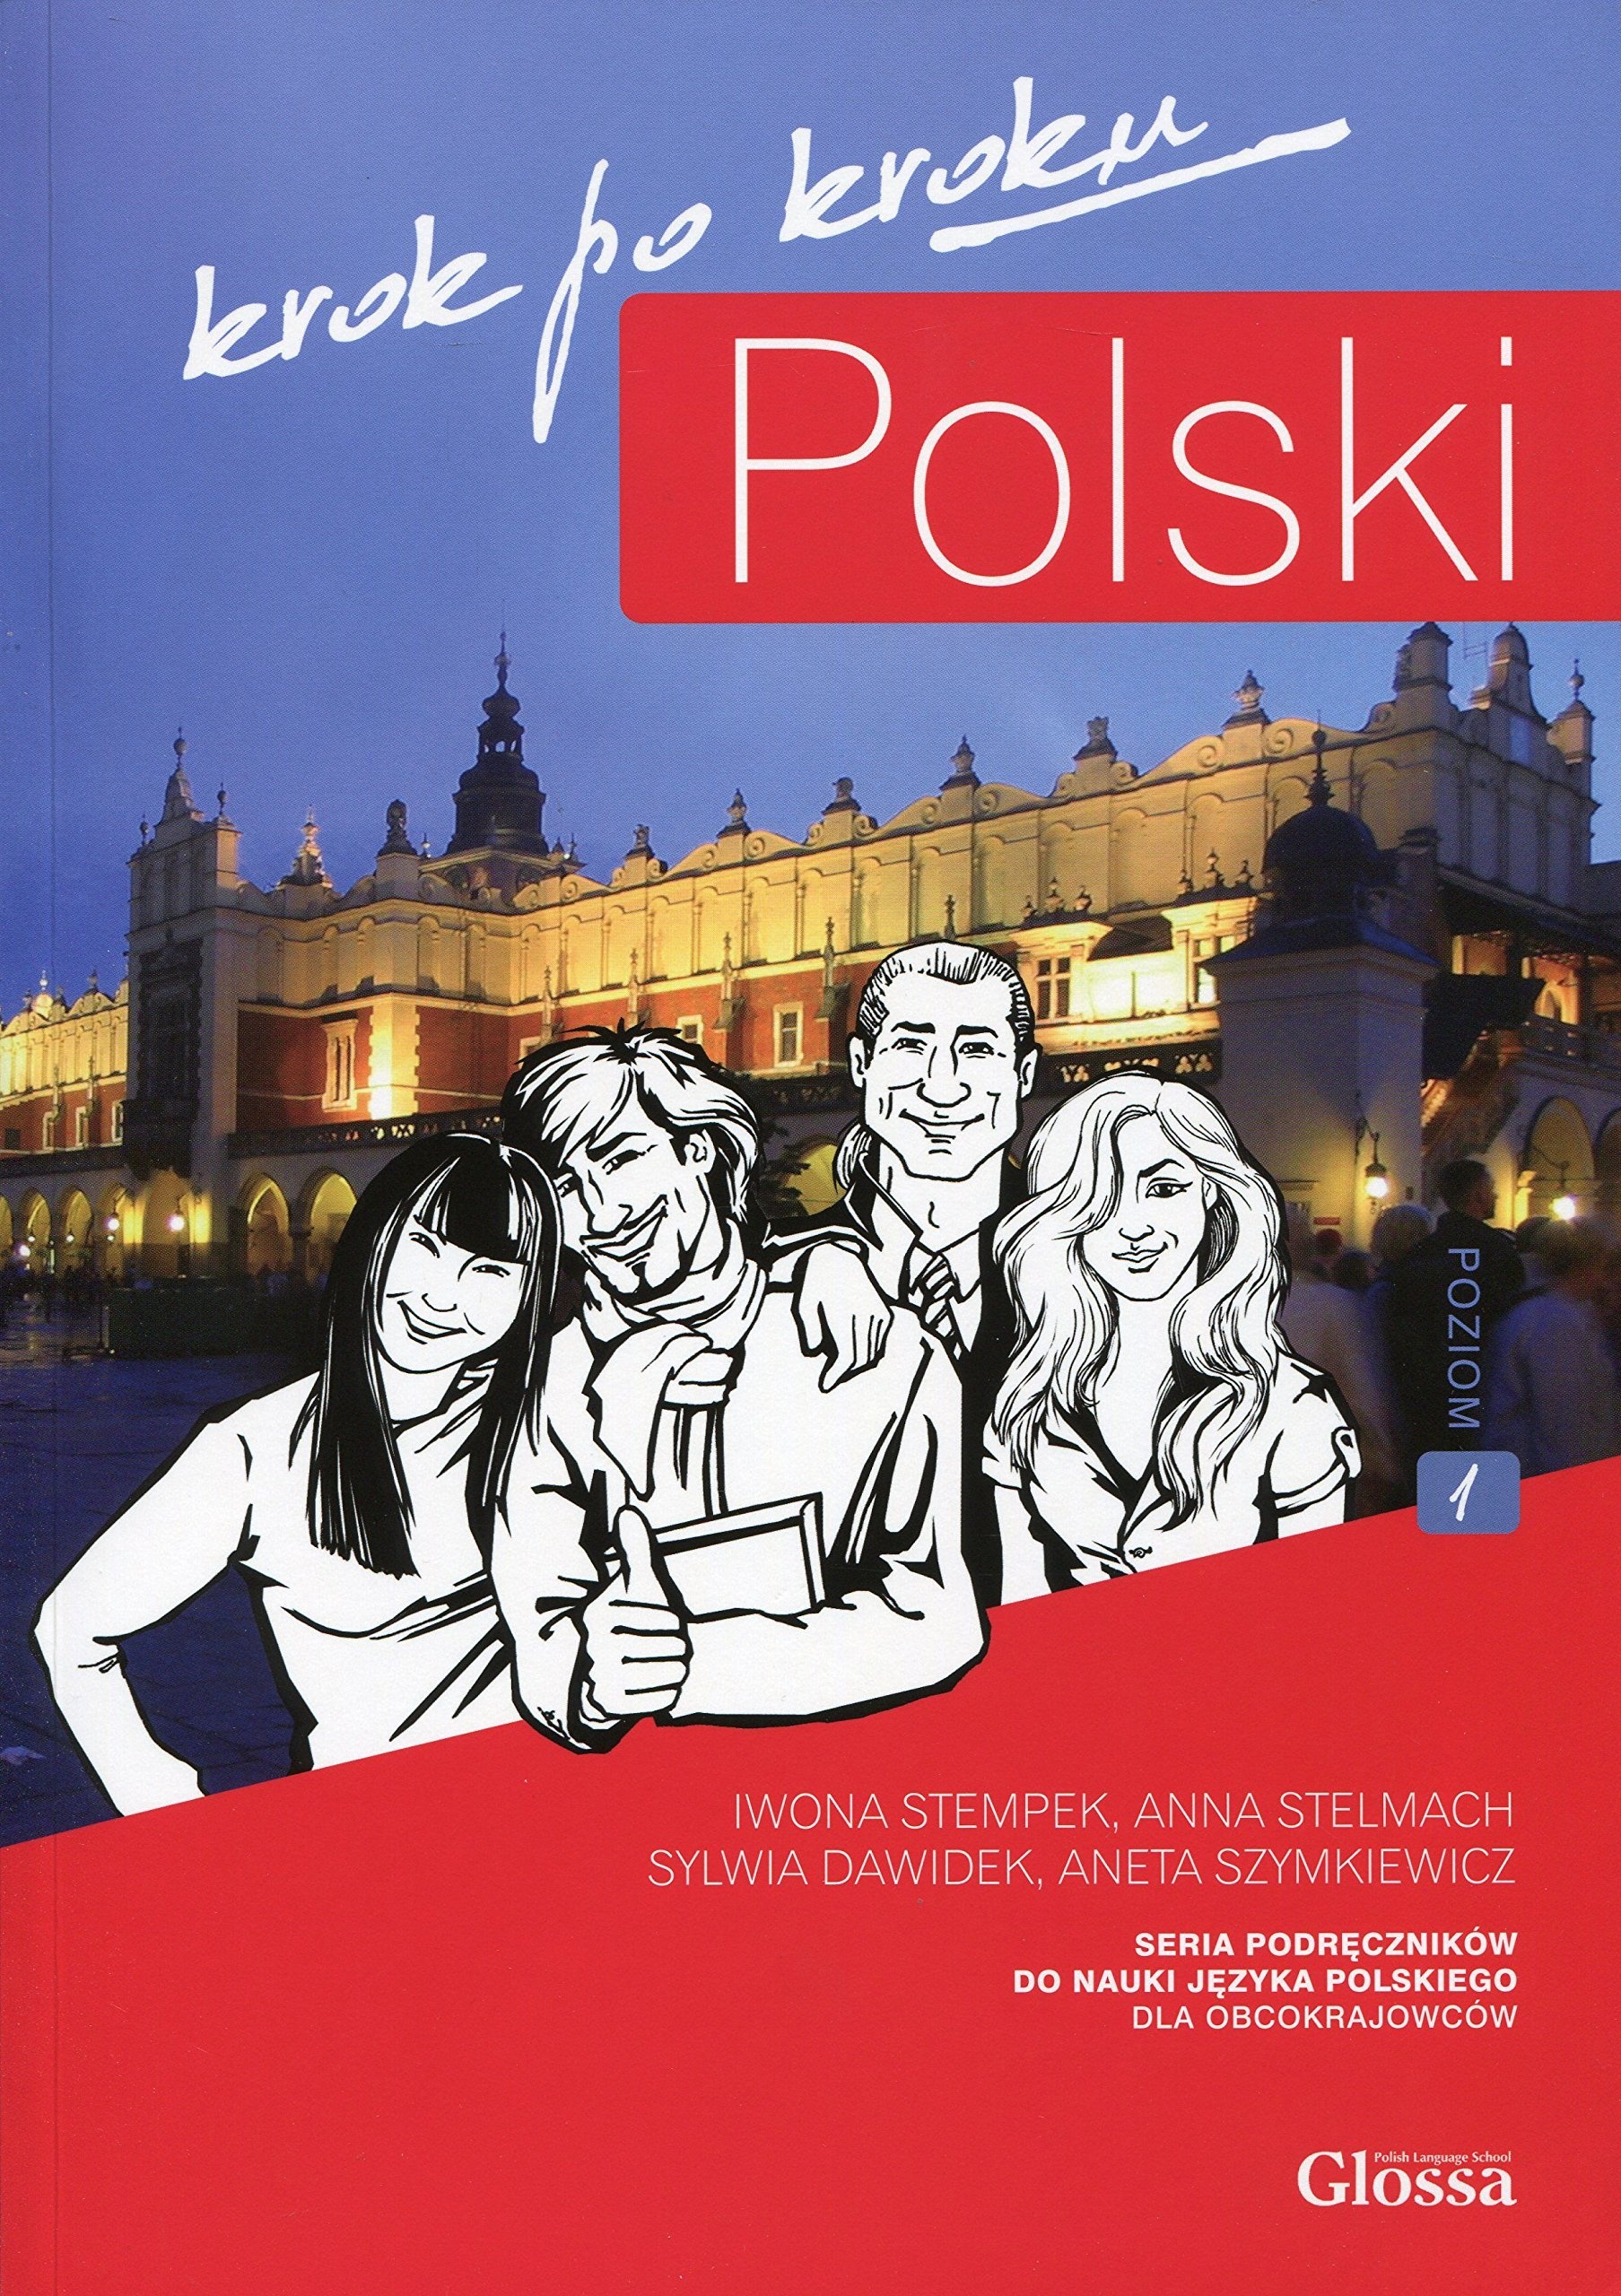 krok po kroku
Polski
POZIOM
1
IWONA STEMPEK, ANNA STELMACH
SYLWIA DAWIDEK, ANETA SZYMKIEWICZ
SERIA PODRĘCZNIKÓW
DO NAUKI JĘZYKA POLSKIEGO
DLA OBCOKRAJOWCÓW
Polish Language School
Glossa